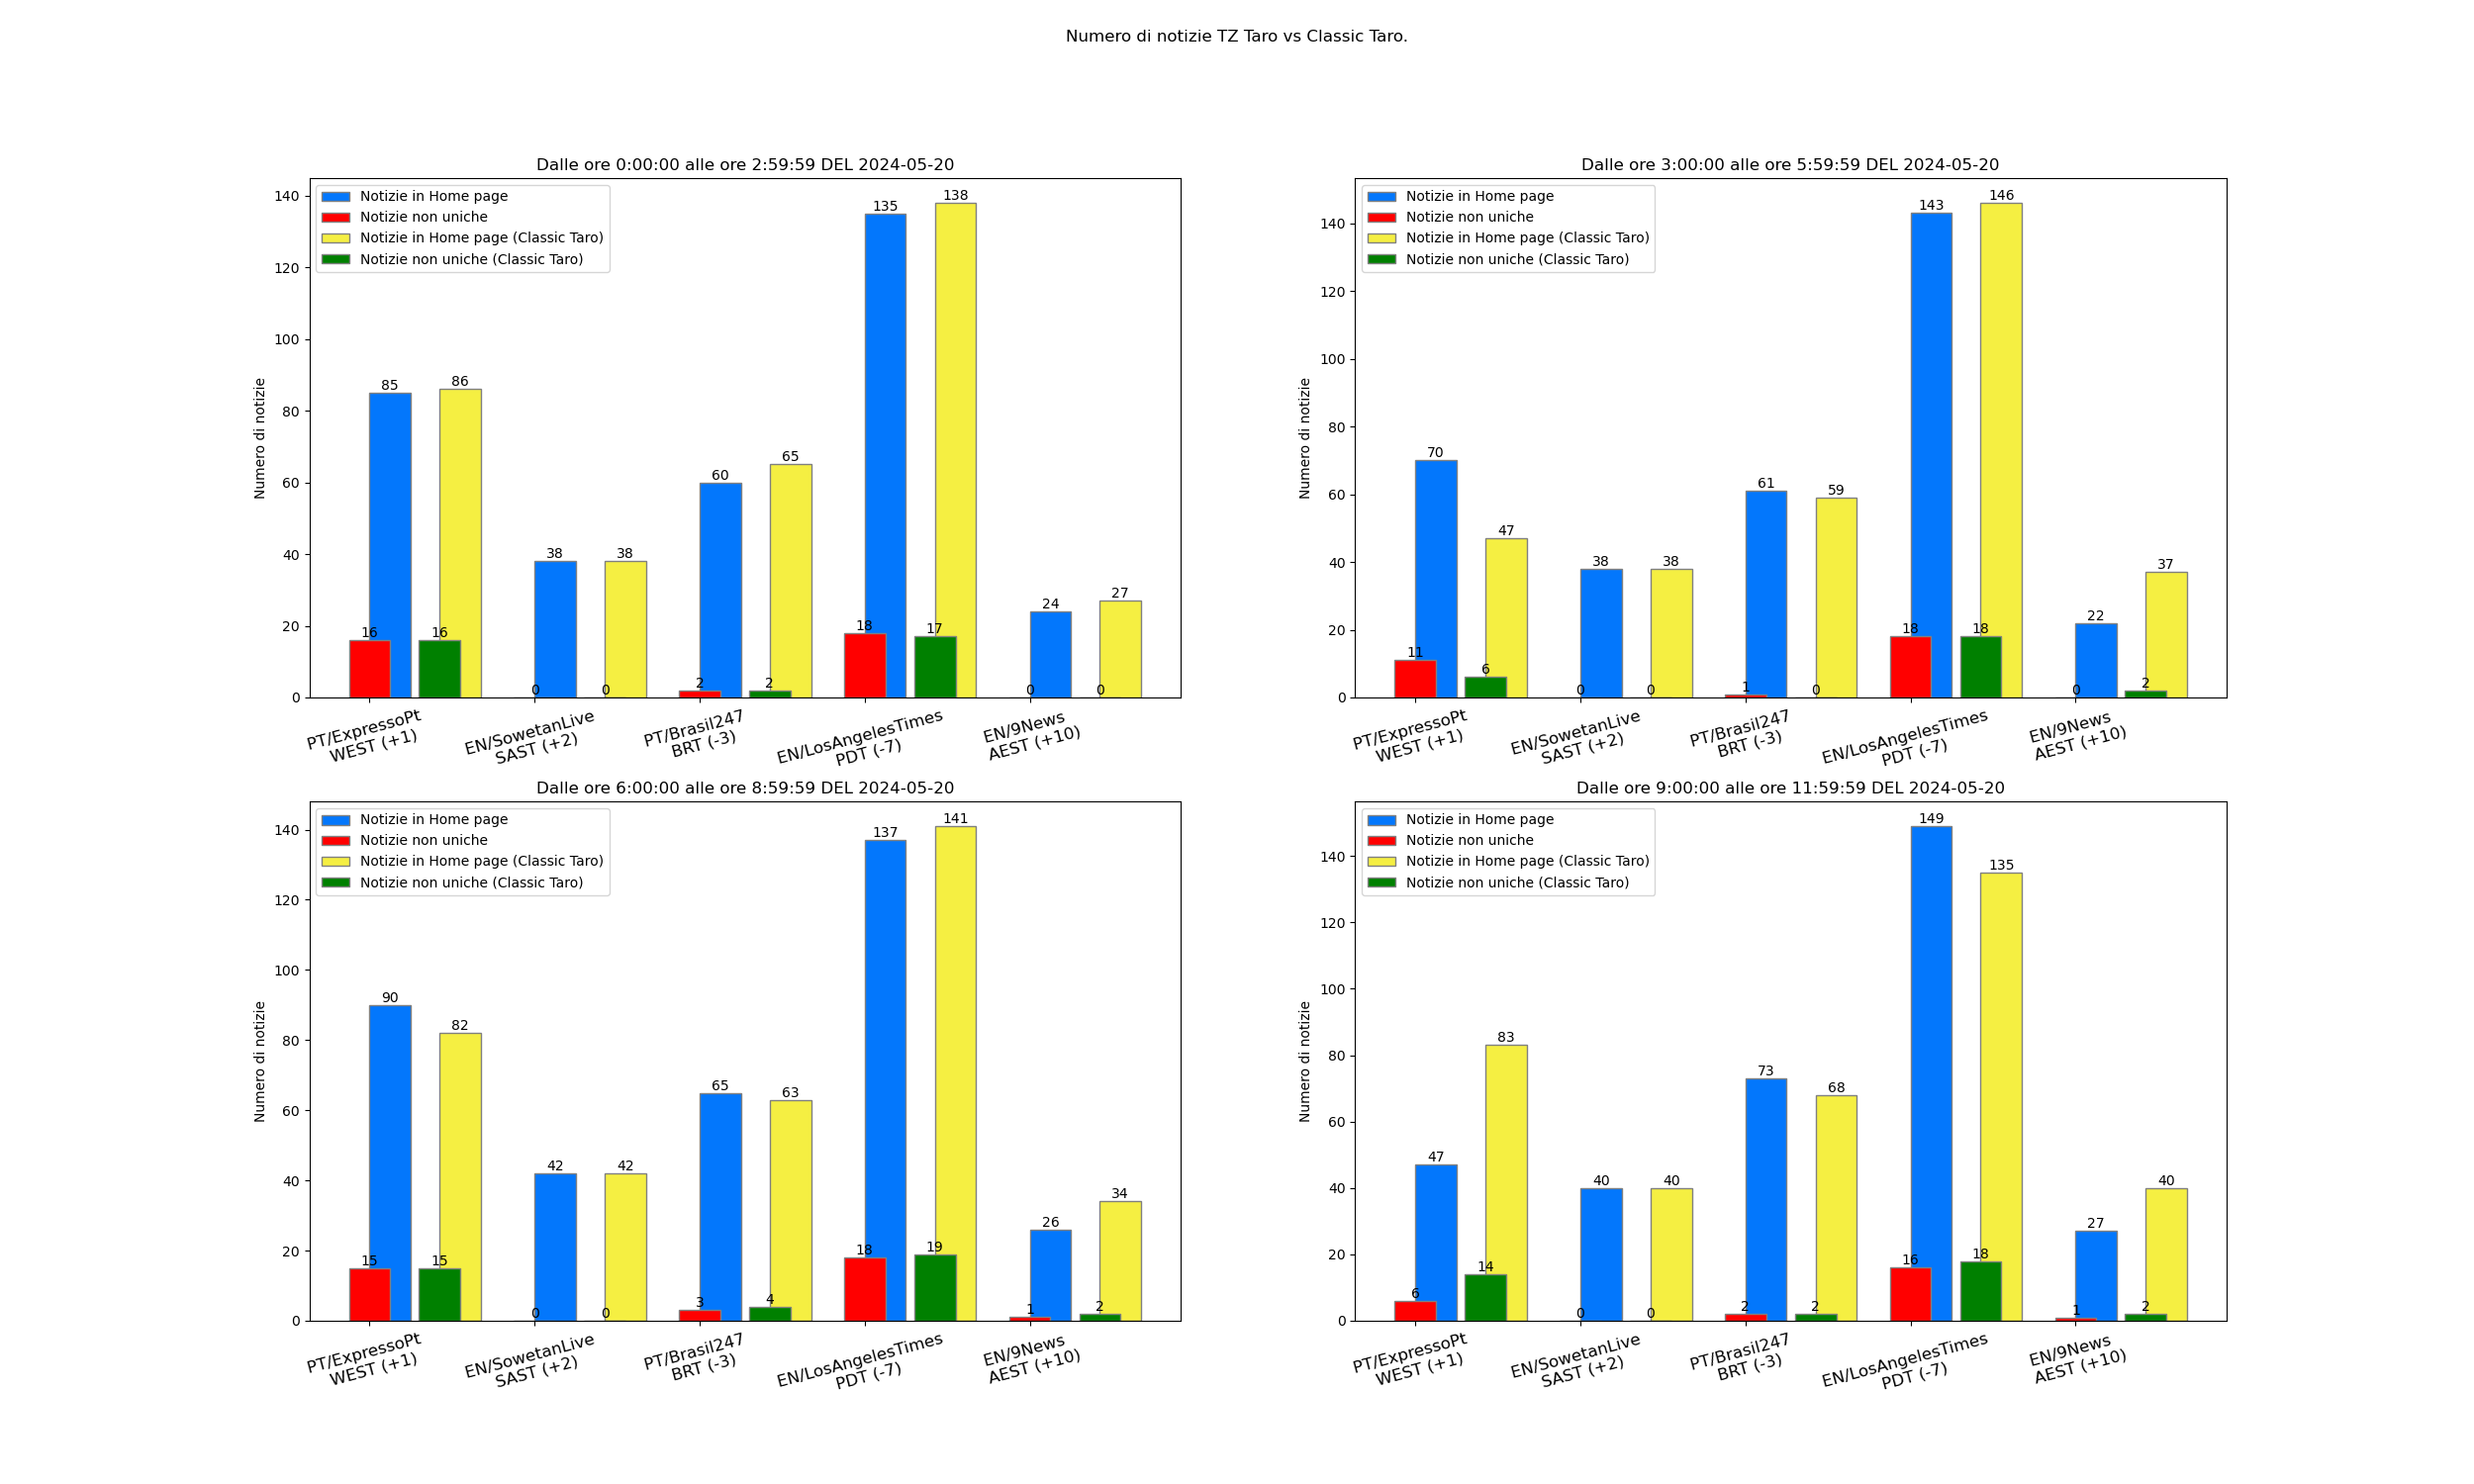 Numero di notizie TZ Taro vs Classic Taro.
Dalle ore 0:00:00 alle ore 2:59:59 DEL 2024-05-20
Numero di notizie
140
120
100
80
60
40
20
0
Notizie in Home page
Notizie non uniche
Notizie in Home page (Classic Taro)
Notizie non uniche (Classic Taro)
85
86
16
16
38
38
0
0
60
65
2
2
135
138
18
17
24
27
0
0
PT/ExpressoPt
WEST (+1)
EN/SowetanLive
SAST (+2)
PT/Brasil247
BRT (-3)
EN/LosAngelesTimes
PDT (-7)
EN/9News
AEST (+10)
Dalle ore 3:00:00 alle ore 5:59:59 DEL 2024-05-20
Numero di notizie
140
120
100
80
60
40
20
0
Notizie in Home page
Notizie non uniche
Notizie in Home page (Classic Taro)
Notizie non uniche (Classic Taro)
70
47
11
6
38
38
0
0
61
59
1
0
143
146
18
18
22
37
0
2
PT/ExpressoPt
WEST (+1)
EN/SowetanLive
SAST (+2)
PT/Brasil247
BRT (-3)
EN/LosAngelesTimes
PDT (-7)
EN/9News
AEST (+10)
Dalle ore 6:00:00 alle ore 8:59:59 DEL 2024-05-20
Numero di notizie
140
120
100
80
60
40
20
0
Notizie in Home page
Notizie non uniche
Notizie in Home page (Classic Taro)
Notizie non uniche (Classic Taro)
90
82
15
15
42
42
0
0
65
63
3
4
137
141
18
19
26
34
1
2
PT/ExpressoPt
WEST (+1)
EN/SowetanLive
SAST (+2)
PT/Brasil247
BRT (-3)
EN/LosAngelesTimes
PDT (-7)
EN/9News
AEST (+10)
Dalle ore 9:00:00 alle ore 11:59:59 DEL 2024-05-20
Numero di notizie
140
120
100
80
60
40
20
0
Notizie in Home page
Notizie non uniche
Notizie in Home page (Classic Taro)
Notizie non uniche (Classic Taro)
47
83
6
14
40
40
0
0
73
68
2
2
149
135
16
18
27
40
1
2
PT/ExpressoPt
WEST (+1)
EN/SowetanLive
SAST (+2)
PT/Brasil247
BRT (-3)
EN/LosAngelesTimes
PDT (-7)
EN/9News
AEST (+10)